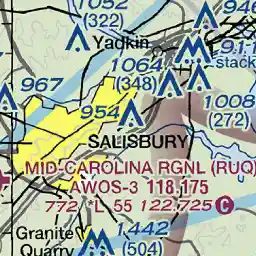 1052
(322)
946
Yadkin
911
stack
1064
(348)
967
954
1008
(272)
SALISBURY
MID-CAROLINA RGNL (RUQ)
AWOS-3 118.175
772 *L 55 122.725 C
Granite
Quarry
1442
(504)